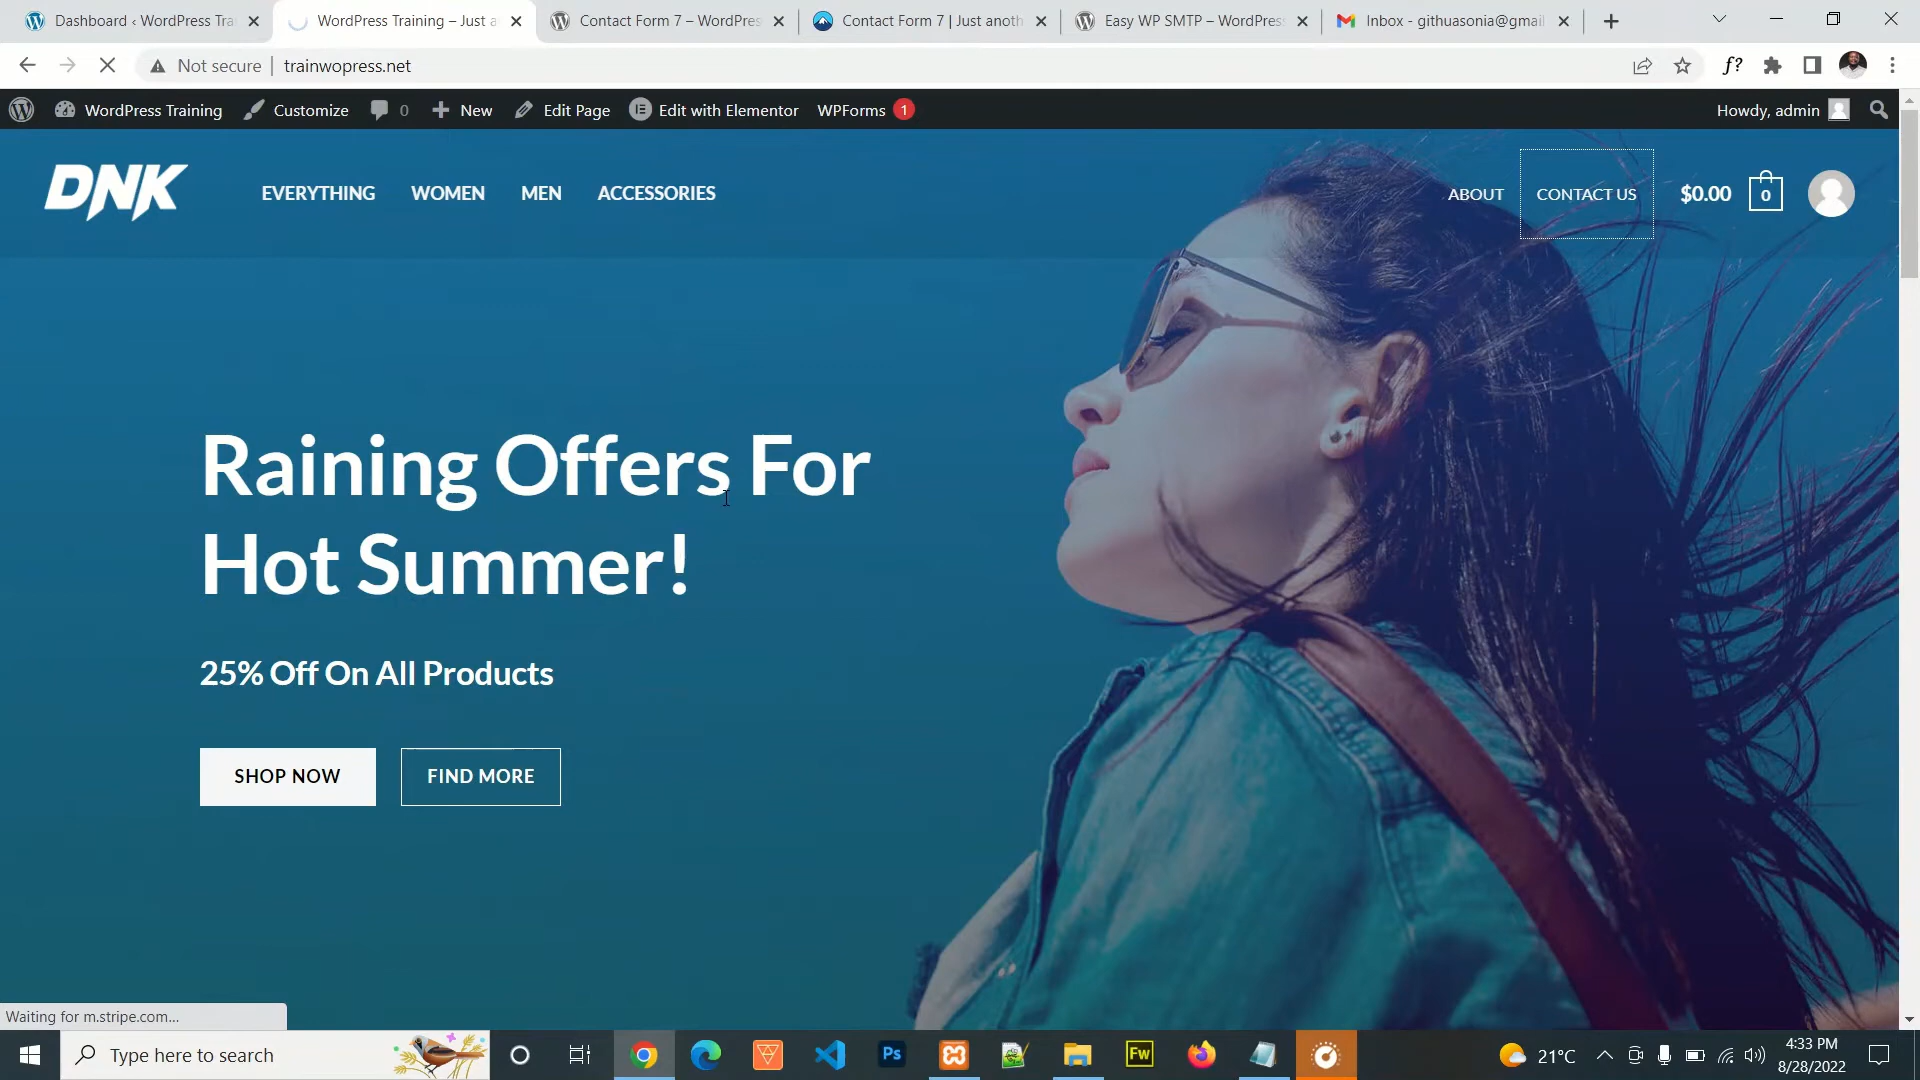 Dashboard ‹ WordPress Tra
WordPress Training – Just a
Contact Form 7 – WordPres
Contact Form 7 | Just anoth
Easy WP SMTP – WordPress
Inbox - githuasonia@gmail
Not secure
trainwopress.net
f?
WordPress Training
Customize
0
New
Edit Page
Edit with Elementor
WPForms 1
Howdy, admin
DNK
EVERYTHING
WOMEN
MEN
ACCESSORIES
ABOUT
CONTACT US
$0.00
0
Raining Offers For
Hot Summer!
25% Off On All Products
SHOP NOW
FIND MORE
Waiting for m.stripe.com...
Type here to search
Ps
Fw
21°C
4:33 PM
8/28/2022